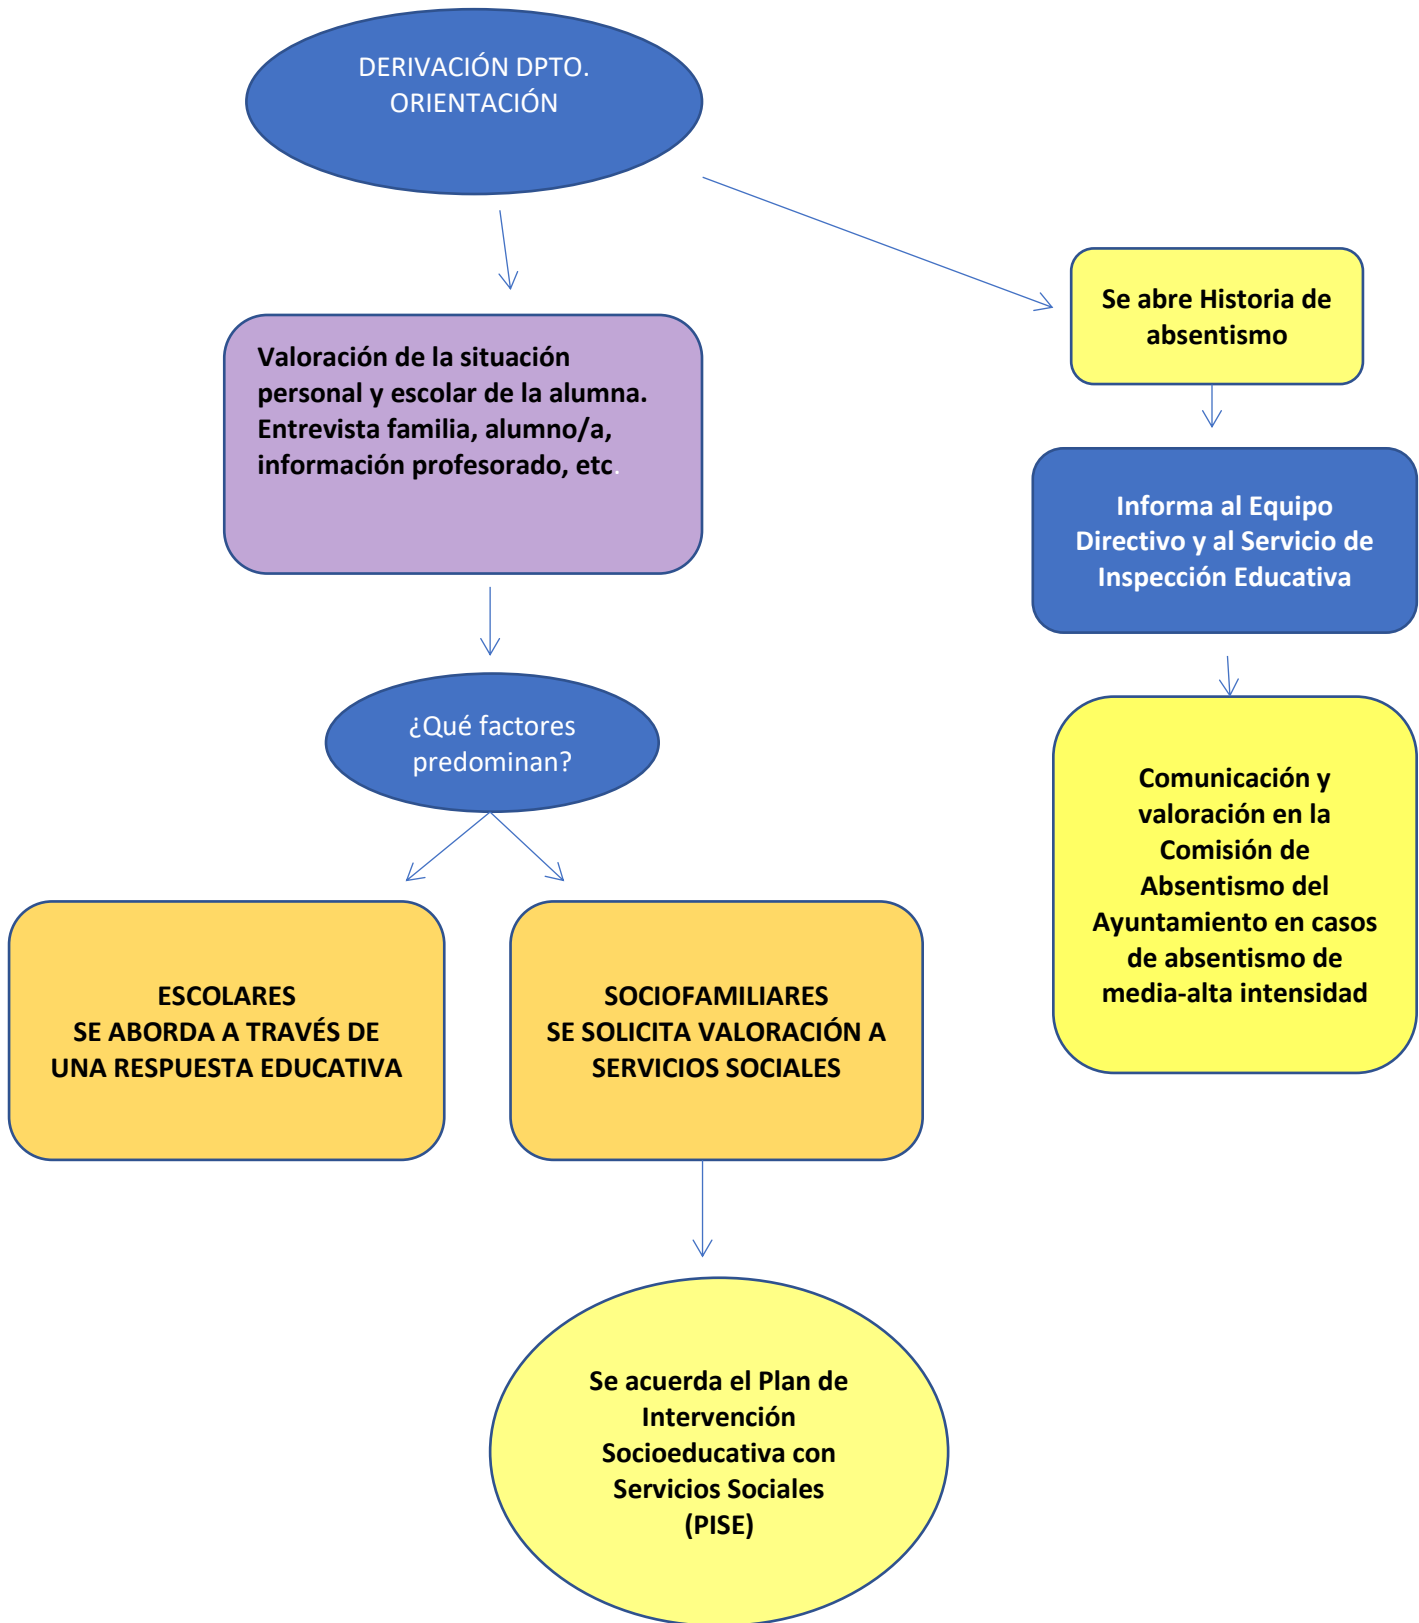 DERIVACIÓN DPTO.
ORIENTACIÓN
Se abre Historia de
absentismo
Valoración de la situación
personal y escolar de la alumna.
Entrevista familia, alumno/a,
información profesorado, etc.
Informa al Equipo
Directivo y al Servicio de
Inspección Educativa
¿Qué factores
predominan?
Comunicación y
valoración en la
Comisión de
Absentismo del
Ayuntamiento en casos
de absentismo de
media-alta intensidad
ESCOLARES
SE ABORDA A TRAVÉS DE
UNA RESPUESTA EDUCATIVA
SOCIOFAMILIARES
SE SOLICITA VALORACIÓN A
SERVICIOS SOCIALES
Se acuerda el Plan de
Intervención
Socioeducativa con
Servicios Sociales
(PISE)